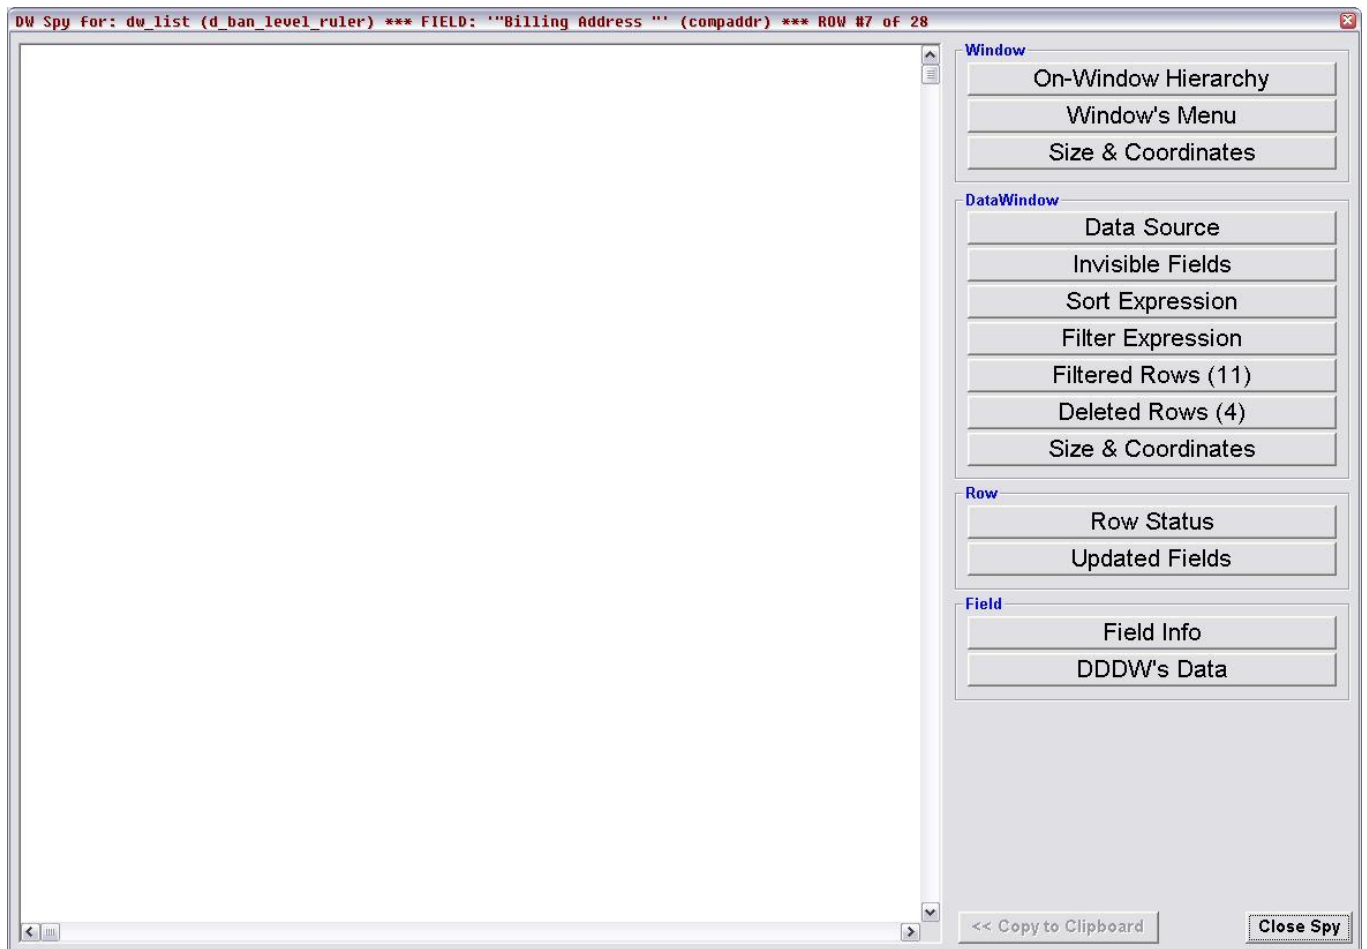 DW Spy for: dw_list (d_ban_level_ruler) *** FIELD: '"Billing Address "' (compaddr) *** ROW #7 of 28
Window
On-Window Hierarchy
Window's Menu
Size & Coordinates
DataWindow
Data Source
Invisible Fields
Sort Expression
Filter Expression
Filtered Rows (11)
Deleted Rows (4)
Size & Coordinates
Row
Row Status
Updated Fields
Field
Field Info
DDDW's Data
<< Copy to Clipboard
Close Spy